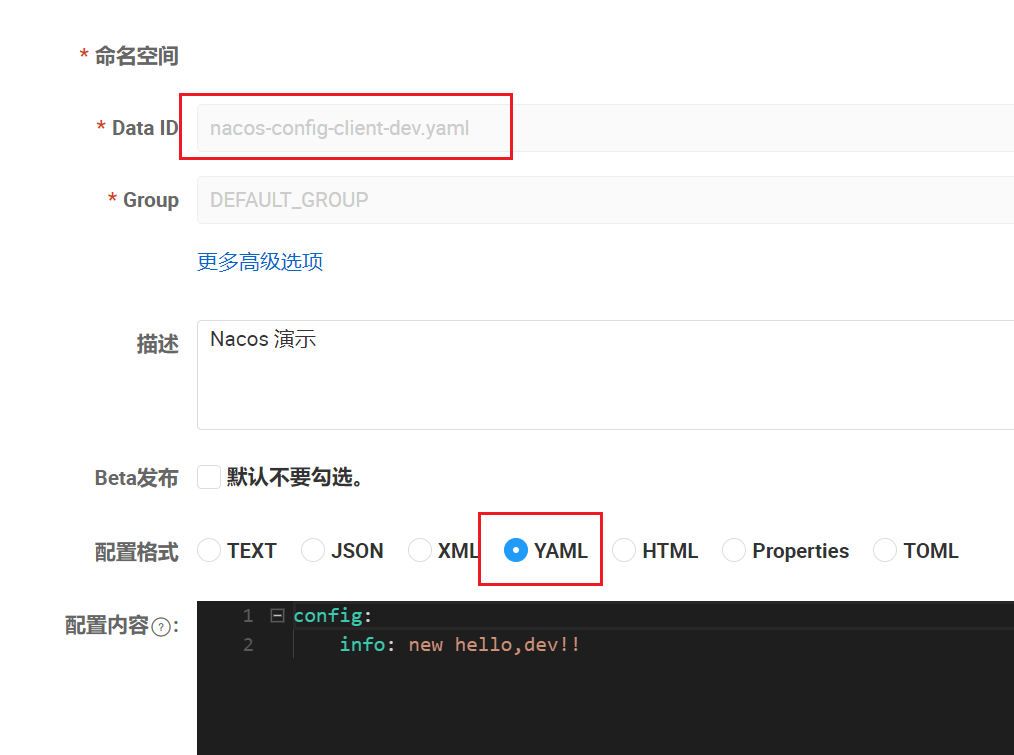 * 命名空间
* Data ID nacos-config-client-dev.yaml
* Group DEFAULT_GROUP
更多高级选项
描述 Nacos 演示
Beta发布 默认不要勾选。
配置格式 TEXT JSON XML YAML HTML Properties TOML
配置内容?: 1 config:
2 info: new hello,dev!!